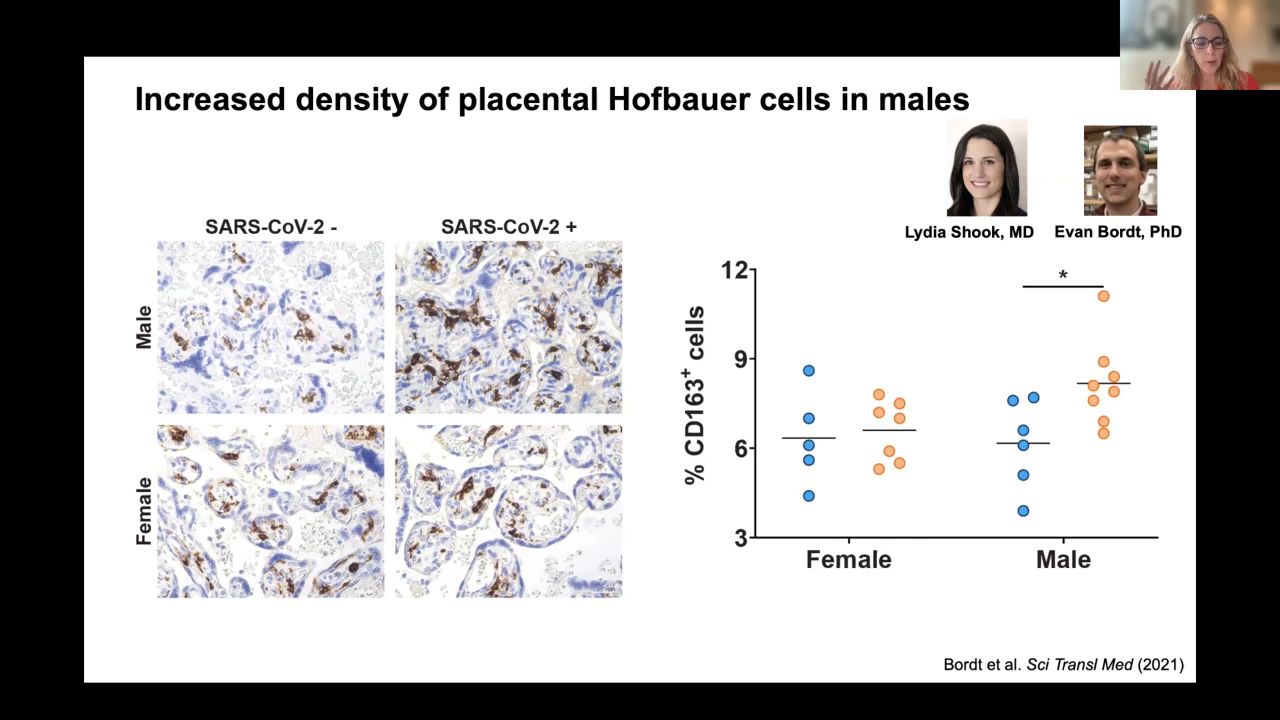 Increased density of placental Hofbauer cells in males
Lydia Shook, MD
Evan Bordt, PhD
SARS-CoV-2 -
SARS-CoV-2 +
Male
Female
% CD163+ cells
12
9
6
3
*
Female
Male
Bordt et al. Sci Transl Med (2021)